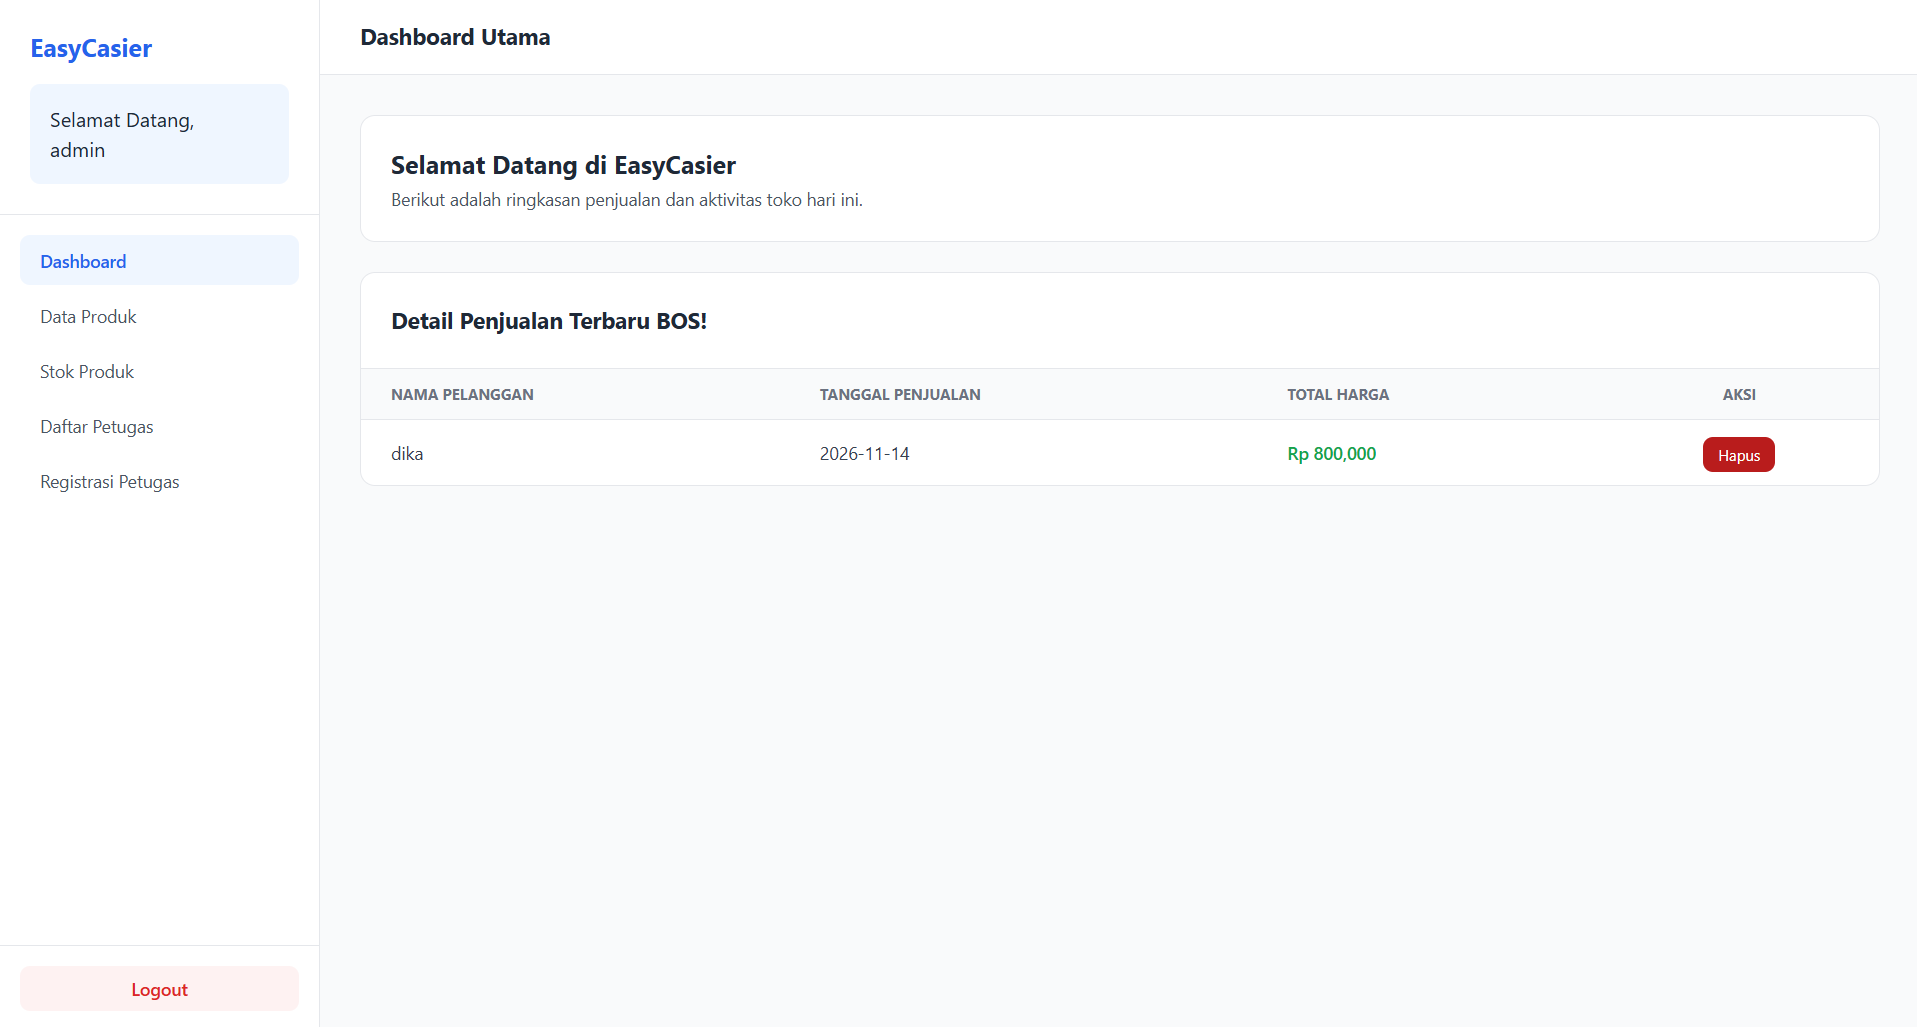 EasyCasier
Selamat Datang,
admin
Dashboard
Data Produk
Stok Produk
Daftar Petugas
Registrasi Petugas
Logout
Dashboard Utama
Selamat Datang di EasyCasier
Berikut adalah ringkasan penjualan dan aktivitas toko hari ini.
Detail Penjualan Terbaru BOS!
NAMA PELANGGAN TANGGAL PENJUALAN TOTAL HARGA AKSI
dika 2026-11-14 Rp 800,000 Hapus